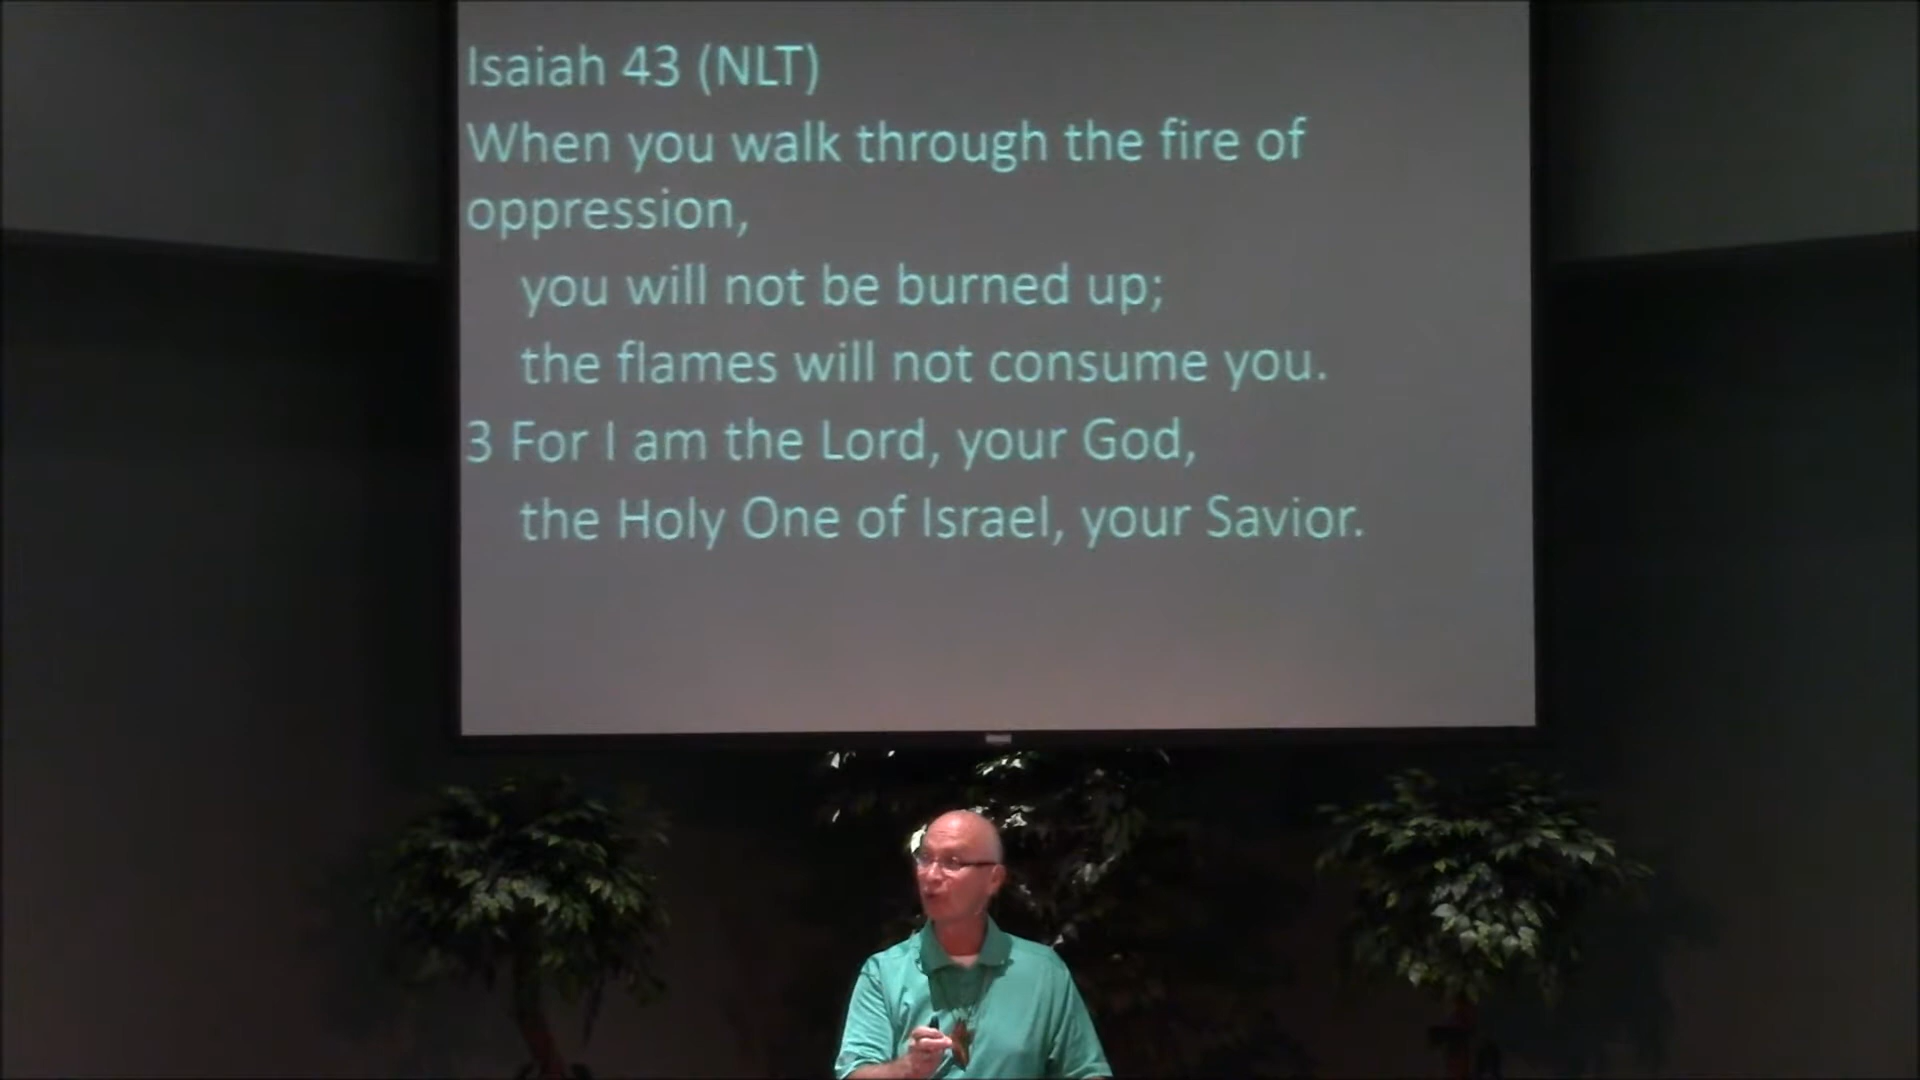 Isaiah 43 (NLT)
When you walk through the fire of
oppression,
you will not be burned up;
the flames will not consume you.
3 For I am the Lord, your God,
the Holy One of Israel, your Savior.